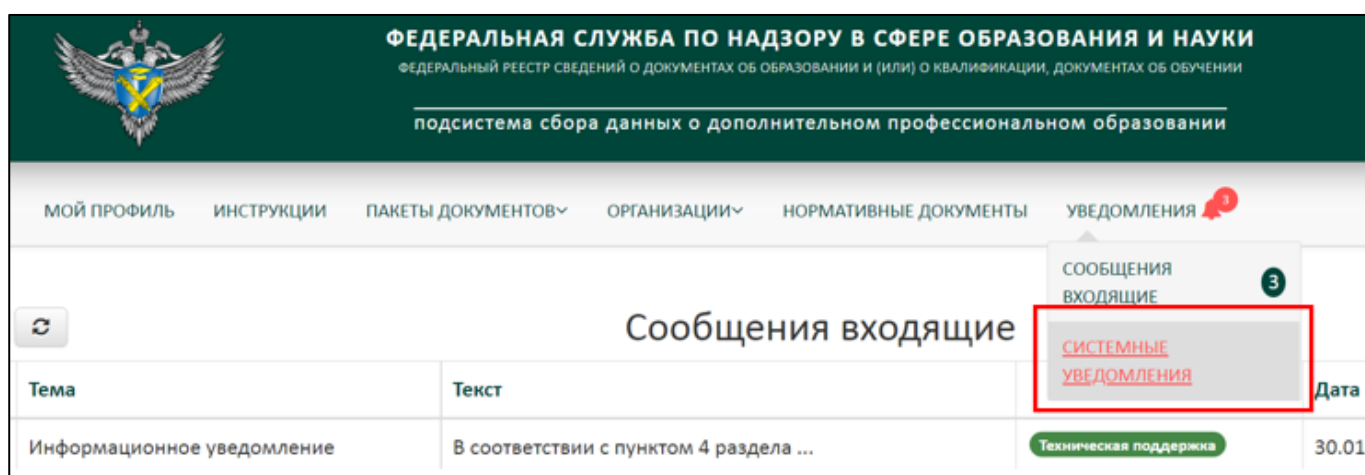 ФЕДЕРАЛЬНАЯ СЛУЖБА ПО НАДЗОРУ В СФЕРЕ ОБРАЗОВАНИЯ И НАУКИ
ФЕДЕРАЛЬНЫЙ РЕЕСТР СВЕДЕНИЙ О ДОКУМЕНТАХ ОБ ОБРАЗОВАНИИ И (ИЛИ) О КВАЛИФИКАЦИИ, ДОКУМЕНТАХ ОБ ОБУЧЕНИИ
подсистема сбора данных о дополнительном профессиональном образовании
МОЙ ПРОФИЛЬ ИНСТРУКЦИИ ПАКЕТЫ ДОКУМЕНТОВ ОРГАНИЗАЦИИ НОРМАТИВНЫЕ ДОКУМЕНТЫ УВЕДОМЛЕНИЯ 3
СООБЩЕНИЯ
ВХОДЯЩИЕ 3
СИСТЕМНЫЕ
УВЕДОМЛЕНИЯ
Сообщения входящие
Тема Текст Дата
Информационное уведомление В соответствии с пунктом 4 раздела ... Техническая поддержка 30.01